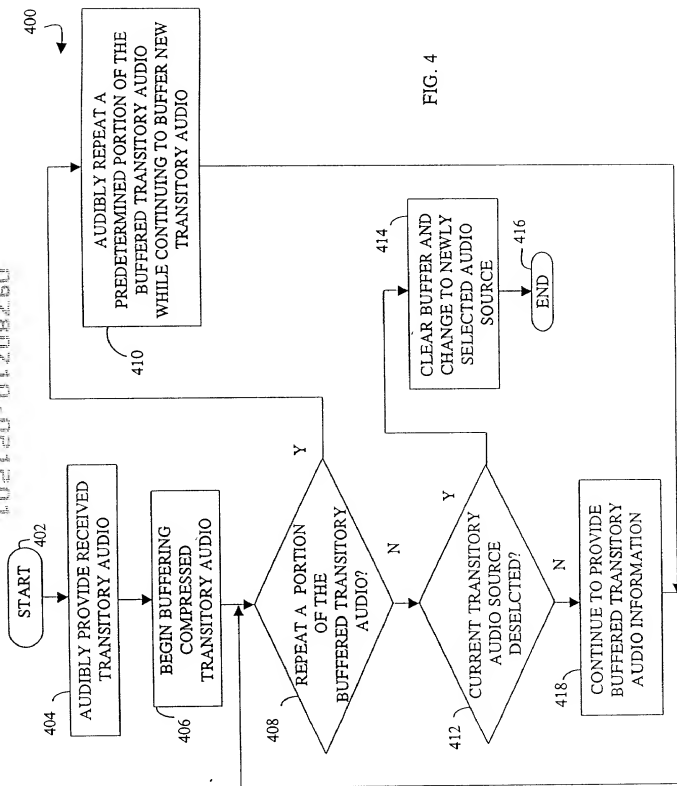 400
START
402
AUDIBLY PROVIDE RECEIVED
TRANSITORY AUDIO
404
BEGIN BUFFERING
COMPRESSED
TRANSITORY AUDIO
406
REPEAT A PORTION
OF THE
BUFFERED TRANSITORY
AUDIO?
408
Y
N
AUDIBLY REPEAT A
PREDETERMINED PORTION OF THE
BUFFERED TRANSITORY AUDIO
WHILE CONTINUING TO BUFFER NEW
TRANSITORY AUDIO
410
CURRENT TRANSITORY
AUDIO SOURCE
DESELCTED?
412
Y
N
CLEAR BUFFER AND
CHANGE TO NEWLY
SELECTED AUDIO
SOURCE
414
END
416
CONTINUE TO PROVIDE
BUFFERED TRANSITORY
AUDIO INFORMATION
418
FIG. 4